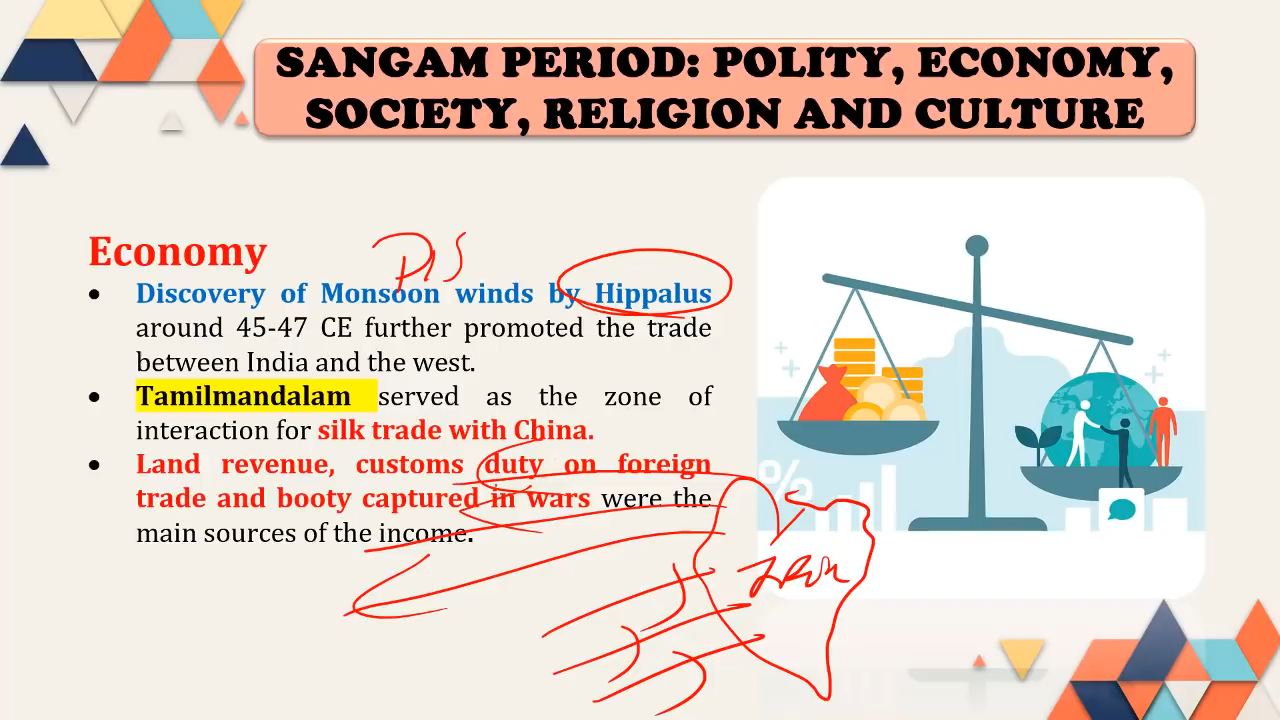 SANGAM PERIOD: POLITY, ECONOMY,
SOCIETY, RELIGION AND CULTURE
Economy
• Discovery of Monsoon winds by Hippalus
around 45-47 CE further promoted the trade
between India and the west.
• Tamilmandalam served as the zone of
interaction for silk trade with China.
• Land revenue, customs duty on foreign
trade and booty captured in wars were the
main sources of the income.
%